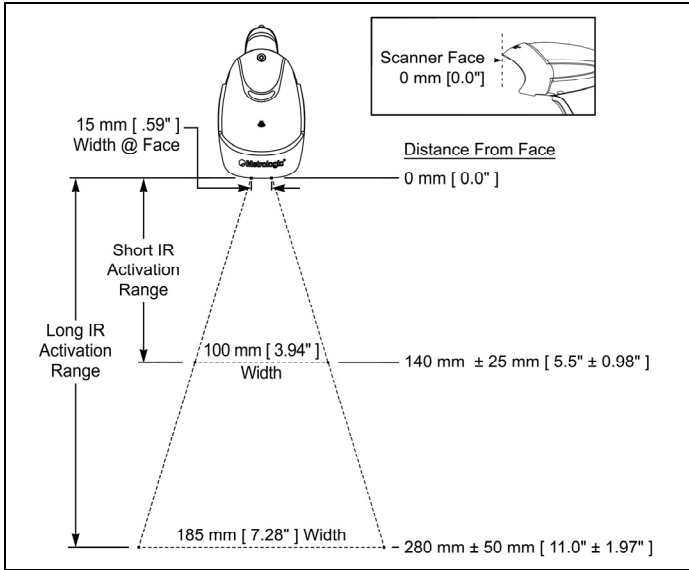 Scanner Face
0 mm [0.0"]
15 mm [ .59" ]
Width @ Face
Metrologic®
Distance From Face
0 mm [ 0.0" ]
Short IR
Activation
Range
Long IR
Activation
Range
100 mm [ 3.94" ]
Width
140 mm ± 25 mm [ 5.5" ± 0.98" ]
185 mm [ 7.28" ] Width
280 mm ± 50 mm [ 11.0" ± 1.97" ]